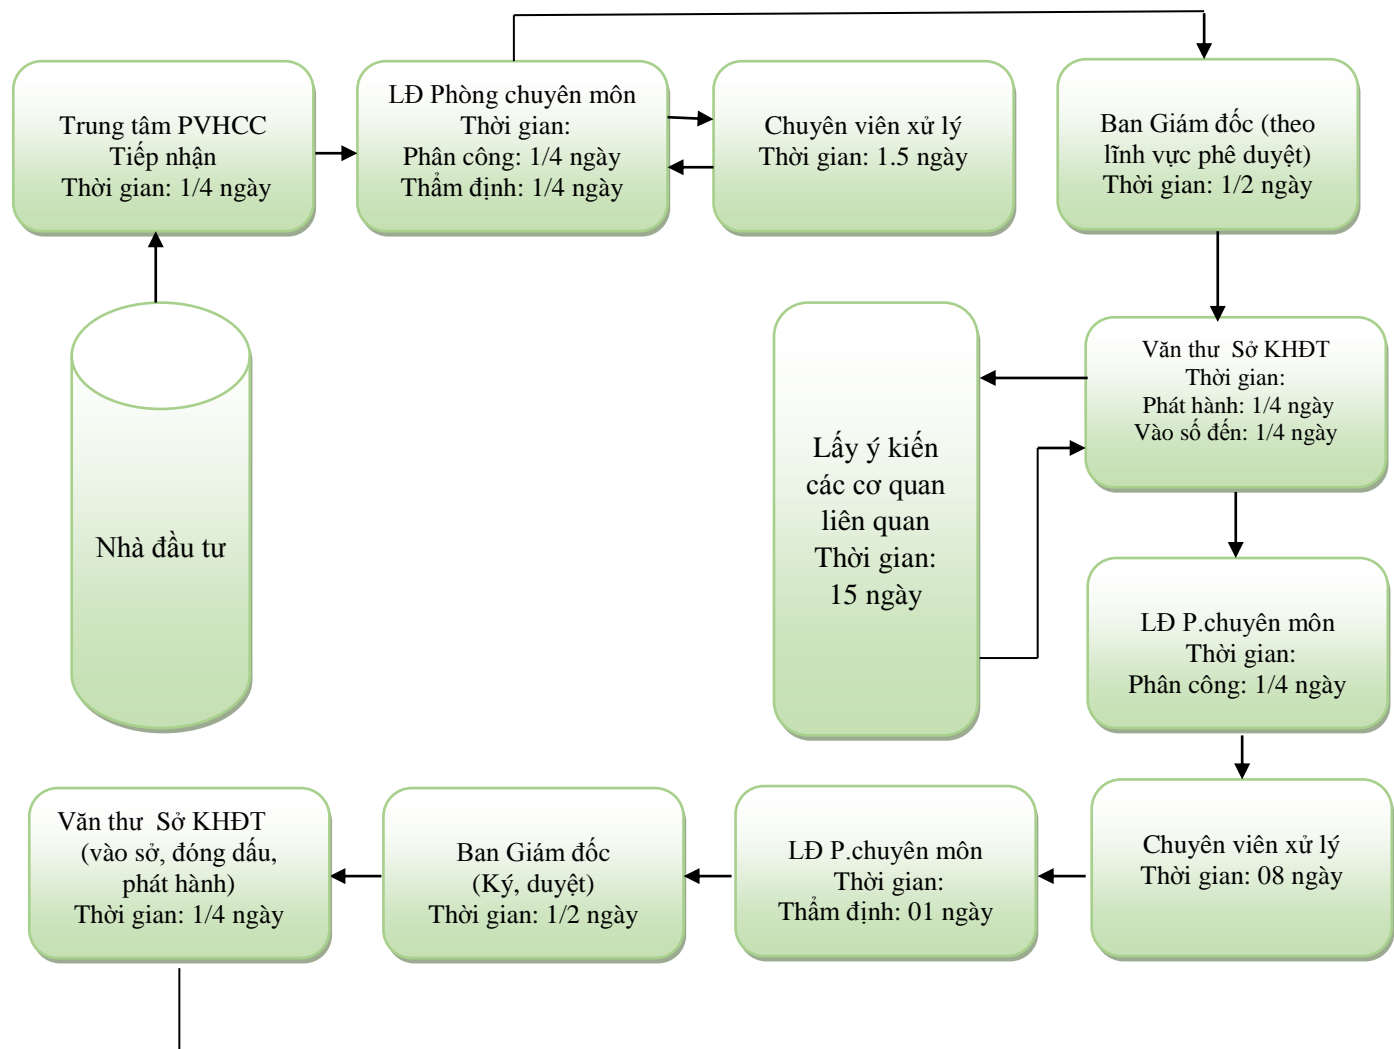 Trung tâm PVHCC
Tiếp nhận
Thời gian: 1/4 ngày
LĐ Phòng chuyên môn
Thời gian:
Phân công: 1/4 ngày
Thẩm định: 1/4 ngày
Chuyên viên xử lý
Thời gian: 1.5 ngày
Ban Giám đốc (theo
lĩnh vực phê duyệt)
Thời gian: 1/2 ngày
Nhà đầu tư
Lấy ý kiến
các cơ quan
liên quan
Thời gian:
15 ngày
Văn thư Sở KHĐT
Thời gian:
Phát hành: 1/4 ngày
Vào số đến: 1/4 ngày
LĐ P.chuyên môn
Thời gian:
Phân công: 1/4 ngày
Văn thư Sở KHĐT
(vào sở, đóng dấu,
phát hành)
Thời gian: 1/4 ngày
Ban Giám đốc
(Ký, duyệt)
Thời gian: 1/2 ngày
LĐ P.chuyên môn
Thời gian:
Thẩm định: 01 ngày
Chuyên viên xử lý
Thời gian: 08 ngày